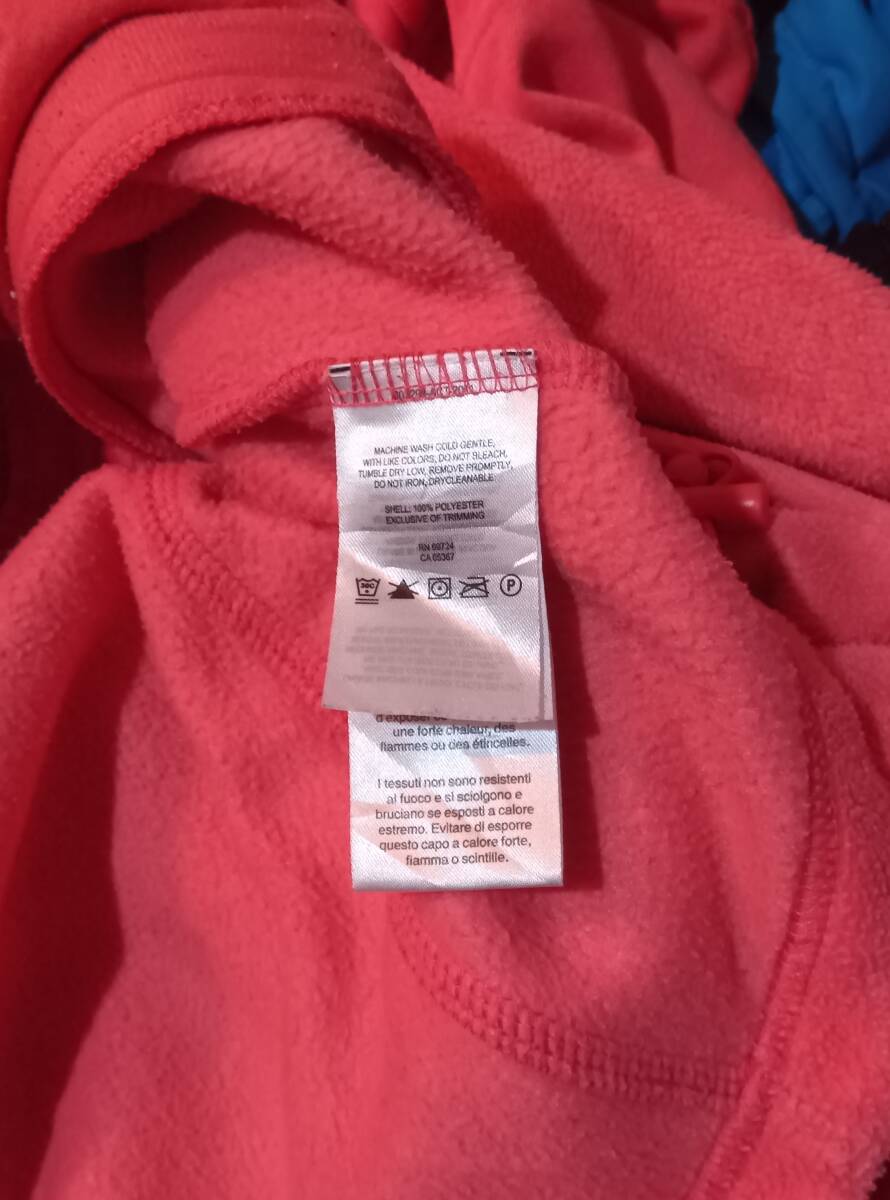 MACHINE WASH COLD GENTLE,
WITH LIKE COLORS, DO NOT BLEACH,
TUMBLE DRY LOW, REMOVE PROMPTLY,
DO NOT IRON, DRYCLEANABLE
SHELL: 100% POLYESTER
EXCLUSIVE OF TRIMMING
RN 69724
CA 05367
30C
P
d'exposer
une forte chaleur, des
flammes ou des étincelles.
I tessuti non sono resistenti
al fuoco e si sciolgono e
bruciano se esposti a calore
estremo. Evitare di esporre
questo capo a calore forte,
fiamma o scintille.